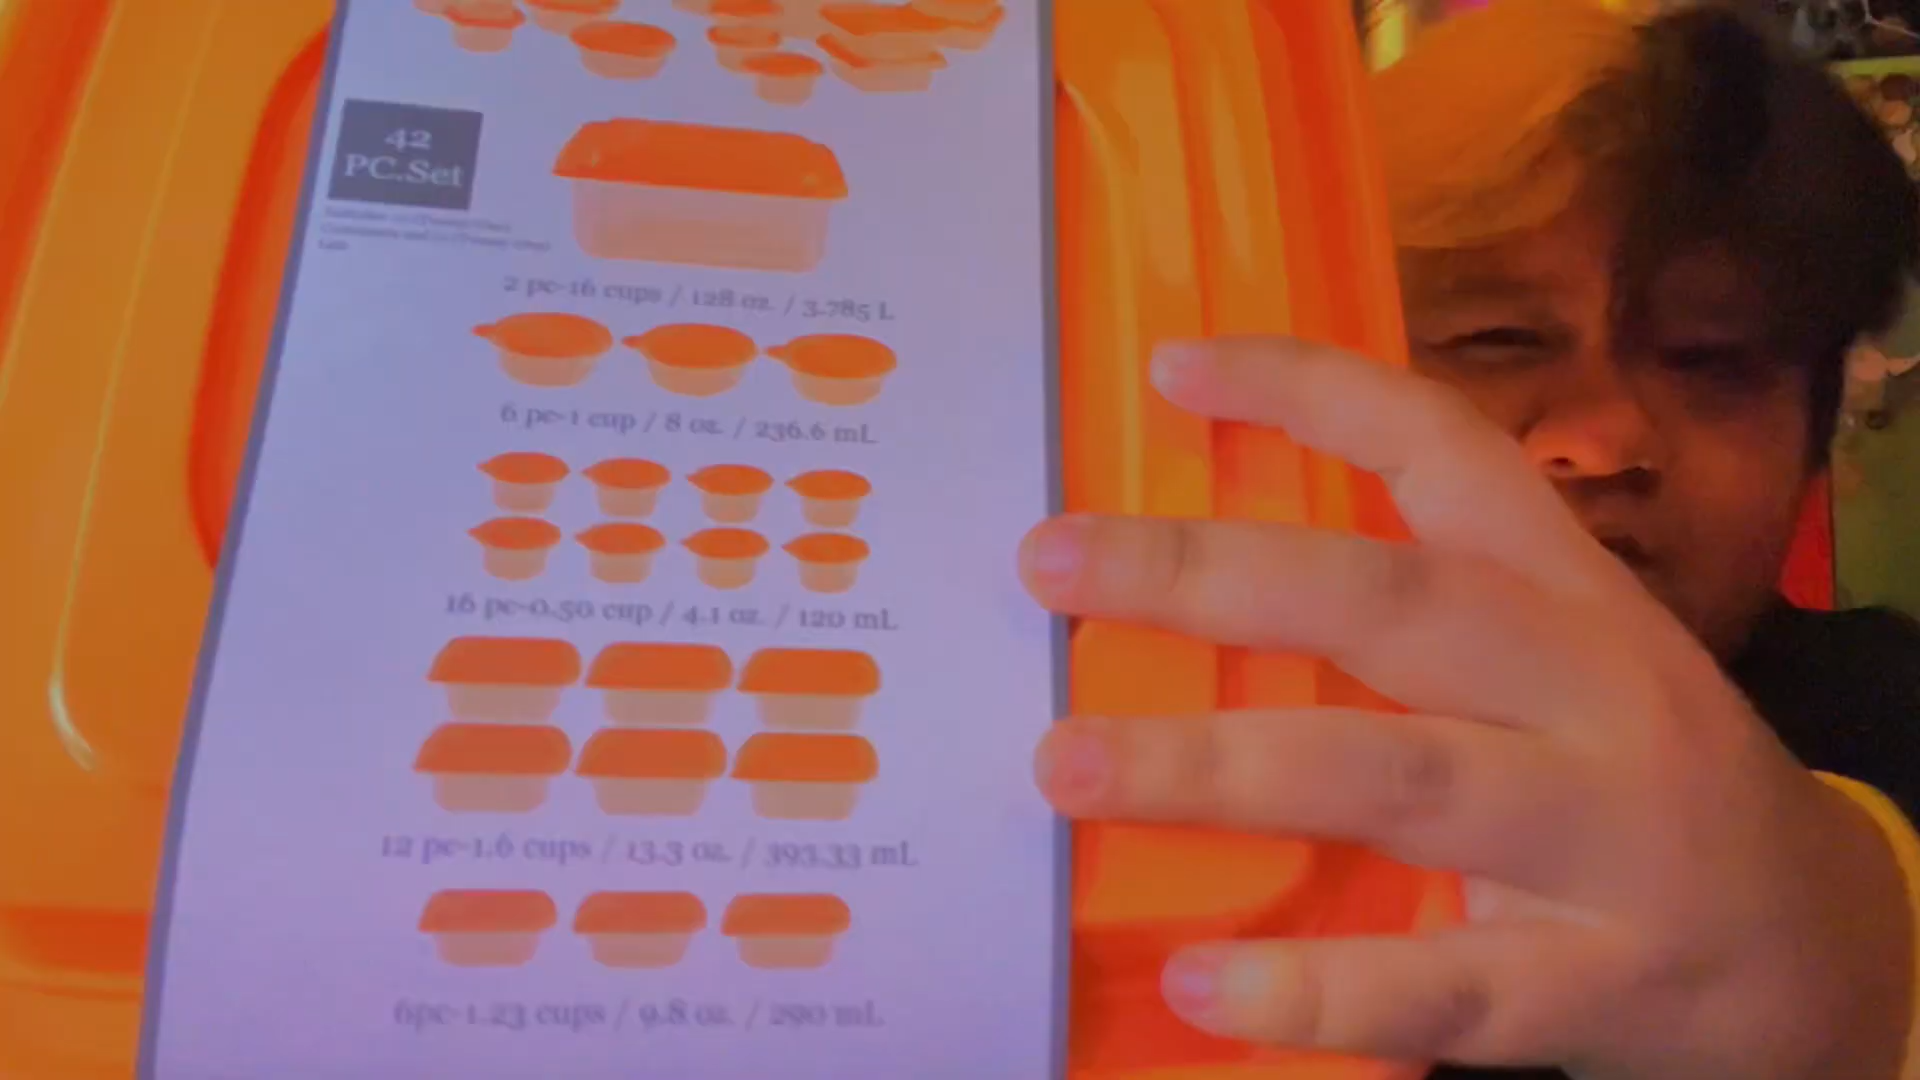 42
PC.Set
Lids
2 pc-16 cups / 128 oz. / 3.785 L
6 pc-1 cup / 8 oz. / 236.6 mL
16 pc-0.50 cup / 4.1 oz. / 120 mL
12 pc-1.6 cups / 13.3 oz. / 393.33 mL
6pc-1.23 cups / 9.8 oz. / 290 mL